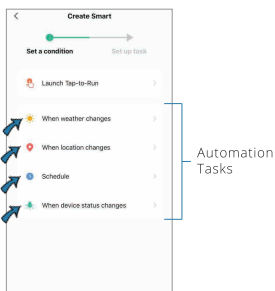 Create Smart
Set a condition
Set up task
Launch Tap-to-Run
When weather changes
When location changes
Schedule
When device status changes
Automation
Tasks